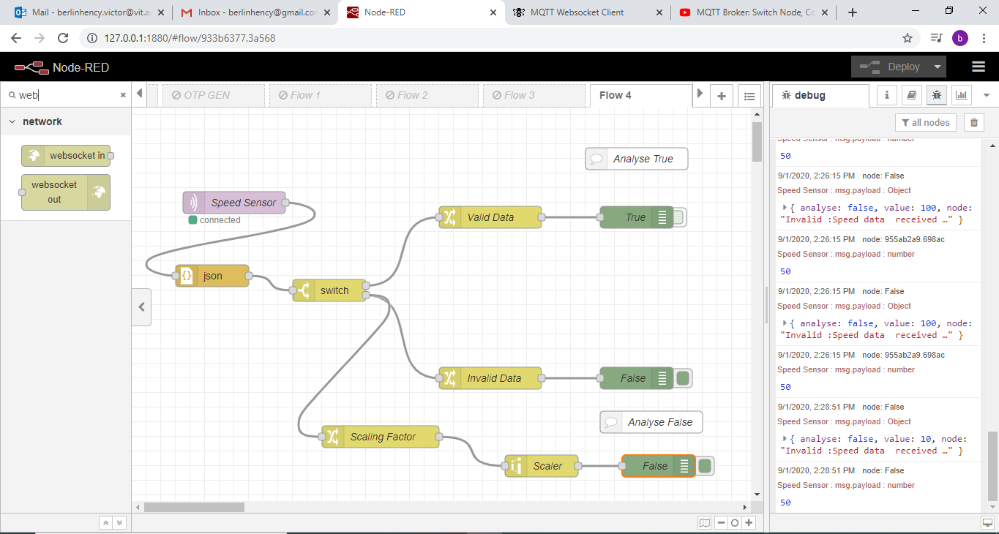 Mail - berlinhency.victor@vit.a
Inbox - berlinhency@gmail.com
Node-RED
MQTT Websocket Client
MQTT Broker: Switch Node, Co
127.0.0.1:1880/#flow/933b6377.3a568
b
Node-RED
Deploy
web
OTP GEN
Flow 1
Flow 2
Flow 3
Flow 4
debug
i
network
all nodes
websocket in
websocket
out
Analyse True
Speed Sensor
connected
Valid Data
True
json
switch
Invalid Data
False
Analyse False
Scaling Factor
Scaler
False
Speed Sensor : msg.payload : number
50
9/1/2020, 2:26:15 PM node: False
Speed Sensor : msg.payload : Object
{ analyse: false, value: 100, node:
"Invalid :Speed data  received …" }
9/1/2020, 2:26:15 PM node: 955ab2a9.698ac
Speed Sensor : msg.payload : number
50
9/1/2020, 2:26:15 PM node: False
Speed Sensor : msg.payload : Object
{ analyse: false, value: 100, node:
"Invalid :Speed data  received …" }
9/1/2020, 2:26:15 PM node: 955ab2a9.698ac
Speed Sensor : msg.payload : number
50
9/1/2020, 2:28:51 PM node: False
Speed Sensor : msg.payload : Object
{ analyse: false, value: 10, node:
"Invalid :Speed data  received …" }
9/1/2020, 2:28:51 PM node: False
Speed Sensor : msg.payload : number
50